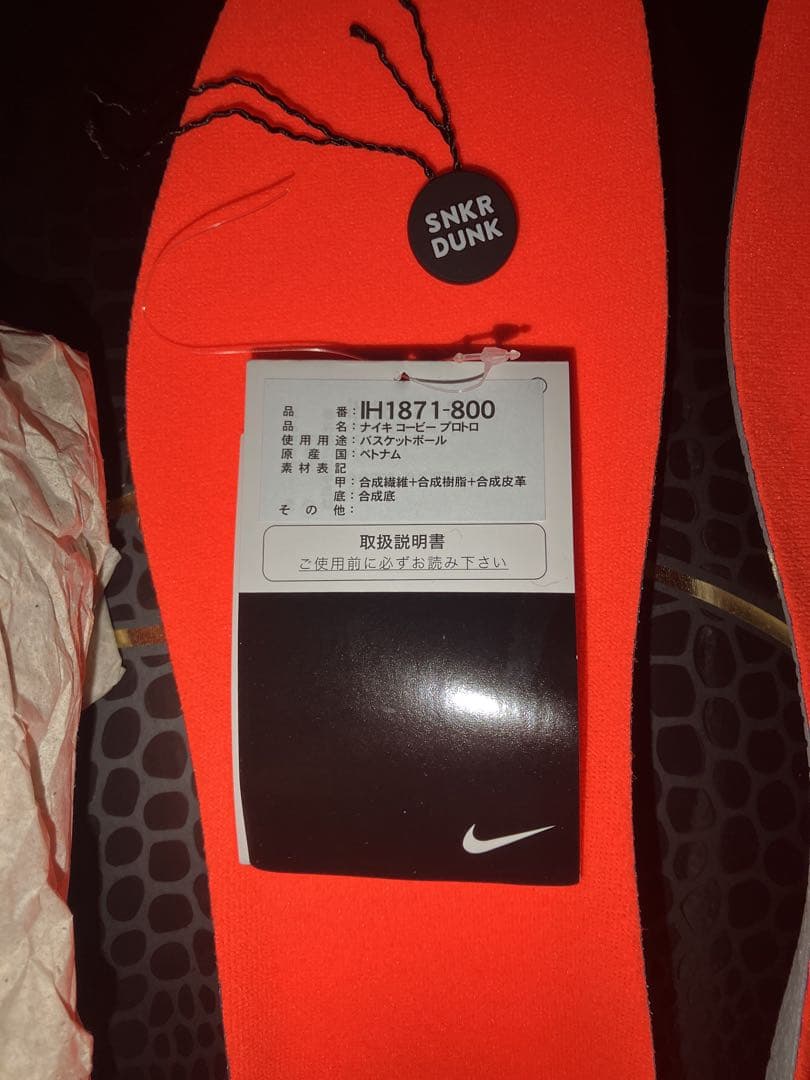 SNKR
DUNK
品番：IH1871-800
品名：ナイキ コービー プロトロ
使用用途：バスケットボール
原産国：ベトナム
素材表記
甲：合成繊維+合成樹脂+合成皮革
底：合成底
その他：
取扱説明書
ご使用前に必ずお読み下さい